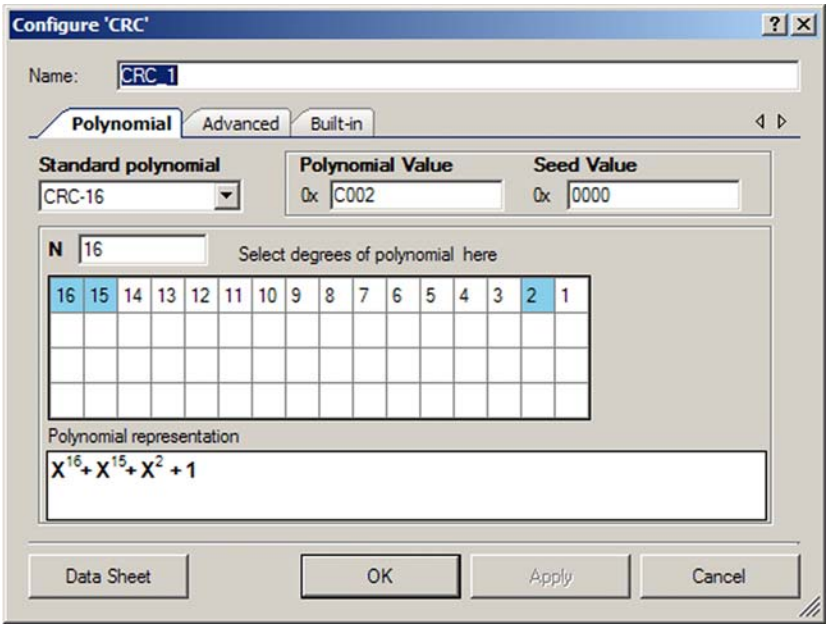 Configure 'CRC'
Name: CRC_1
Polynomial Advanced Built-in
Standard polynomial Polynomial Value Seed Value
CRC-16 0x C002 0x 0000
N 16 Select degrees of polynomial here
16 15 14 13 12 11 10 9 8 7 6 5 4 3 2 1
Polynomial representation
X¹⁶+X¹⁵+X² +1
Data Sheet OK Apply Cancel